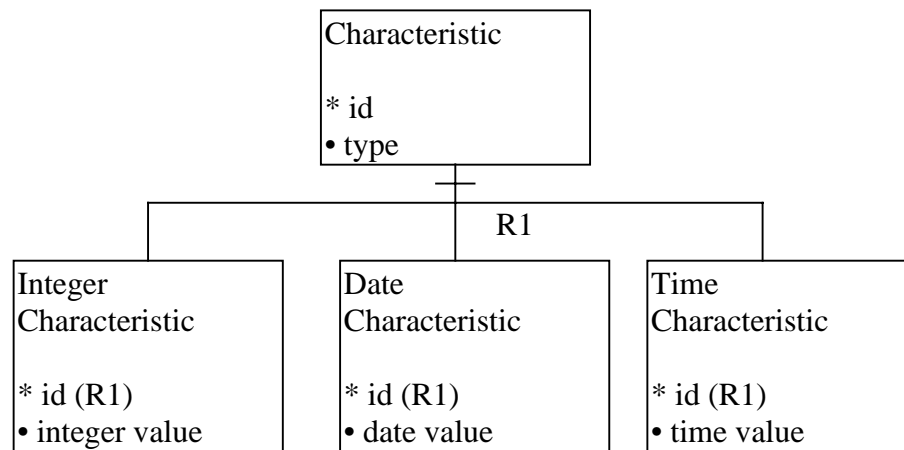 Characteristic
* id
• type
R1
Integer
Characteristic
* id (R1)
• integer value
Date
Characteristic
* id (R1)
• date value
Time
Characteristic
* id (R1)
• time value